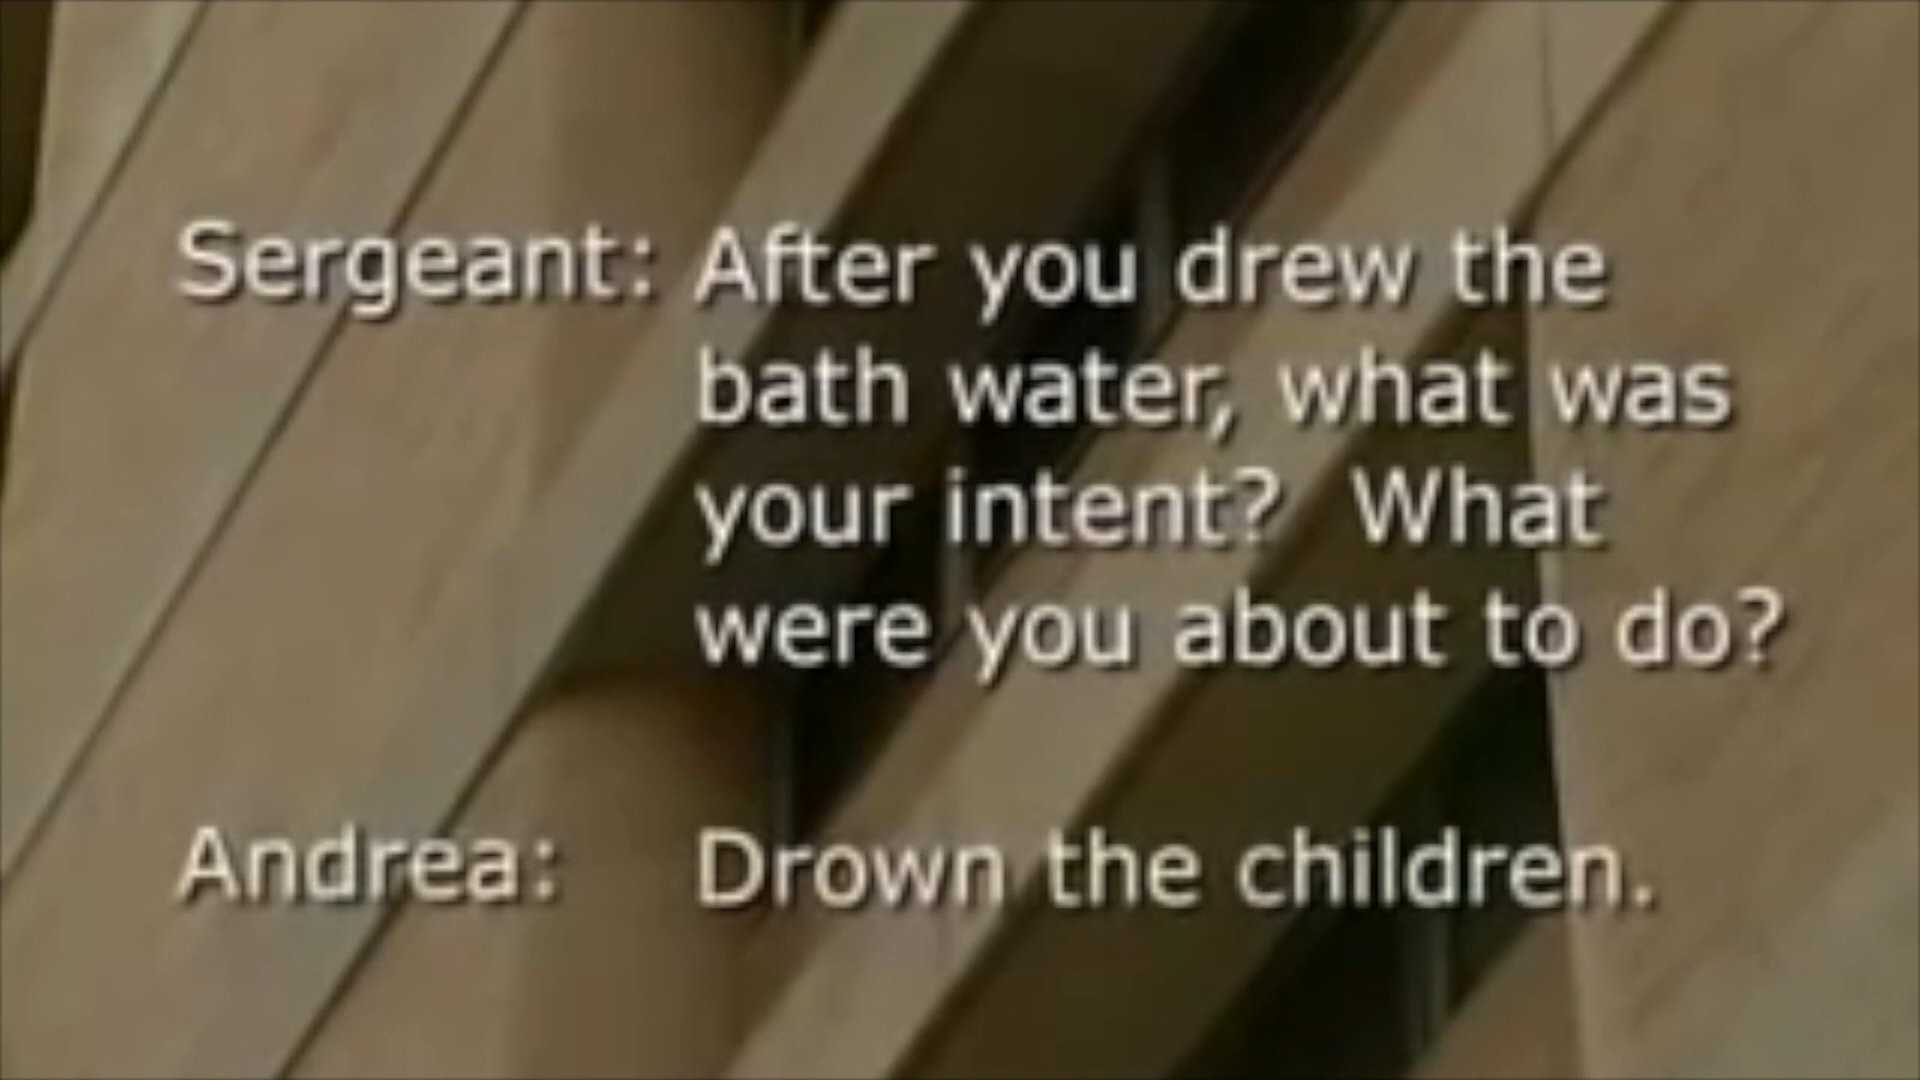 Sergeant: After you drew the
bath water, what was
your intent? What
were you about to do?
Andrea: Drown the children.